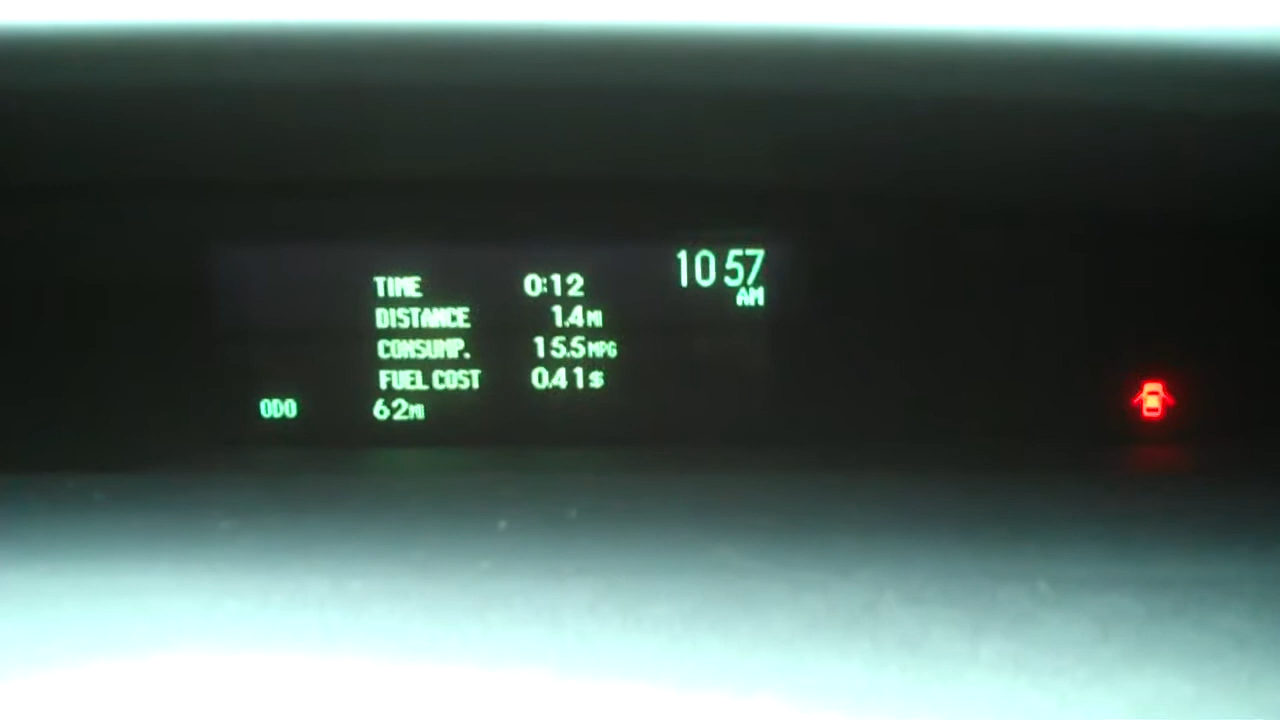 10 57
AM
TIME 0:12
DISTANCE 1.4 MI
CONSUMP. 15.5 MPG
FUEL COST 0.41 $
ODO 62 MI